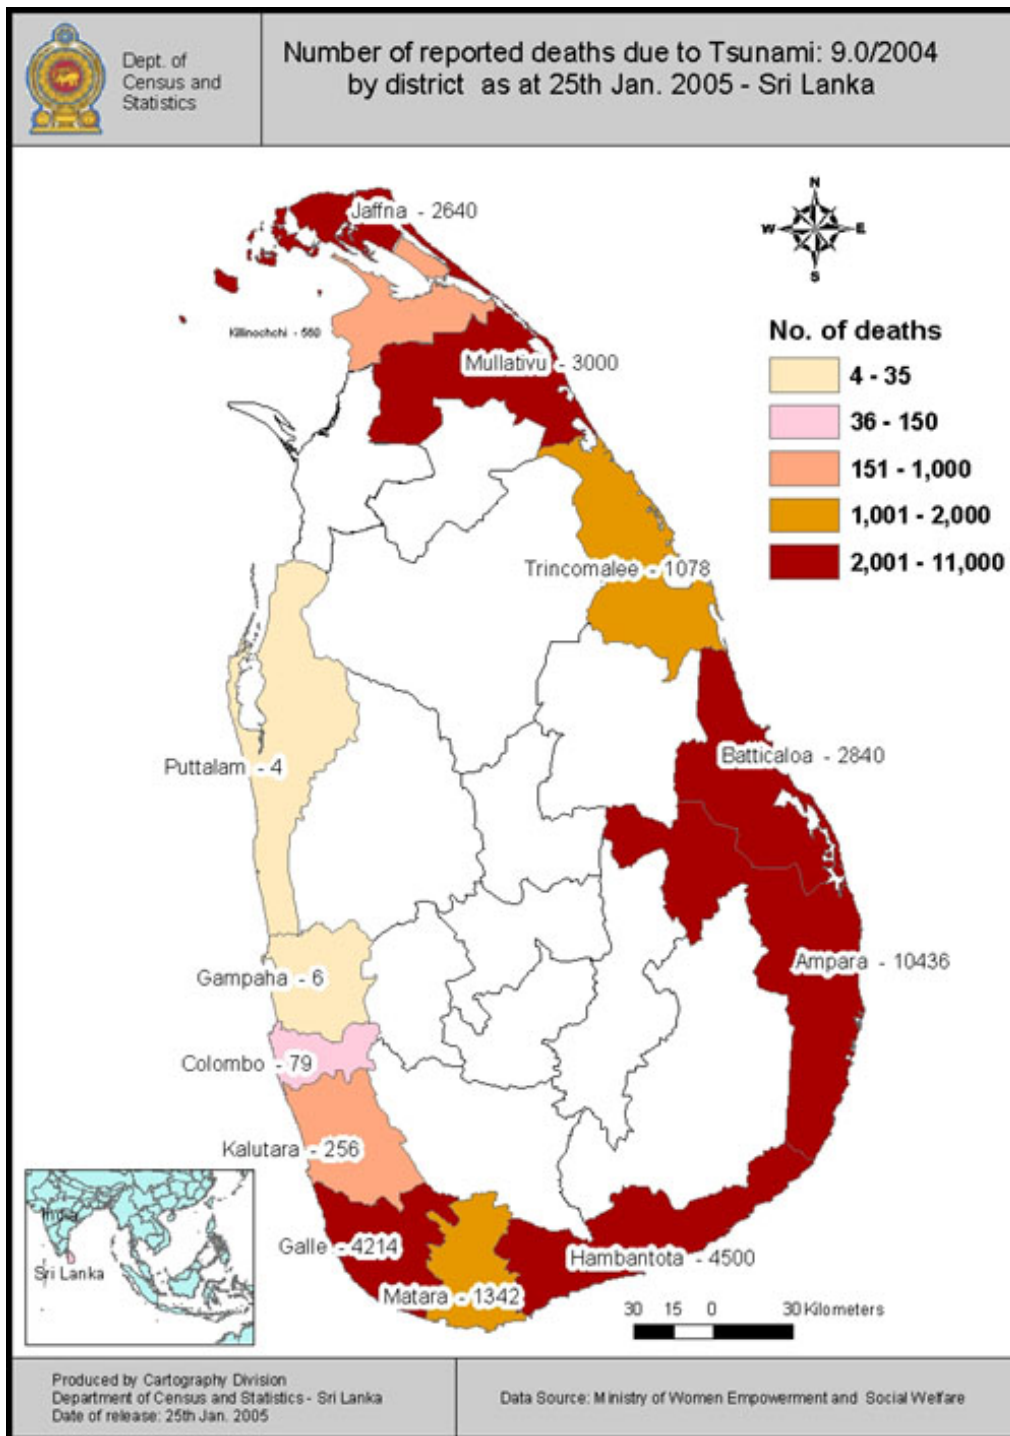 Dept. of
Census and
Statistics
Number of reported deaths due to Tsunami: 9.0/2004
by district as at 25th Jan. 2005 - Sri Lanka
N
W
E
S
Jaffna - 2640
Killinochchi - 560
Mullativu - 3000
No. of deaths
4 - 35
36 - 150
151 - 1,000
1,001 - 2,000
2,001 - 11,000
Trincomalee - 1078
Batticaloa - 2840
Puttalam - 4
Ampara - 10436
Gampaha - 6
Colombo - 79
Kalutara - 256
Galle - 4214
Hambantota - 4500
Matara - 1342
India
Sri Lanka
30 15 0 30 Kilometers
Produced by Cartography Division
Department of Census and Statistics - Sri Lanka
Date of release: 25th Jan. 2005
Data Source: Ministry of Women Empowerment and Social Welfare